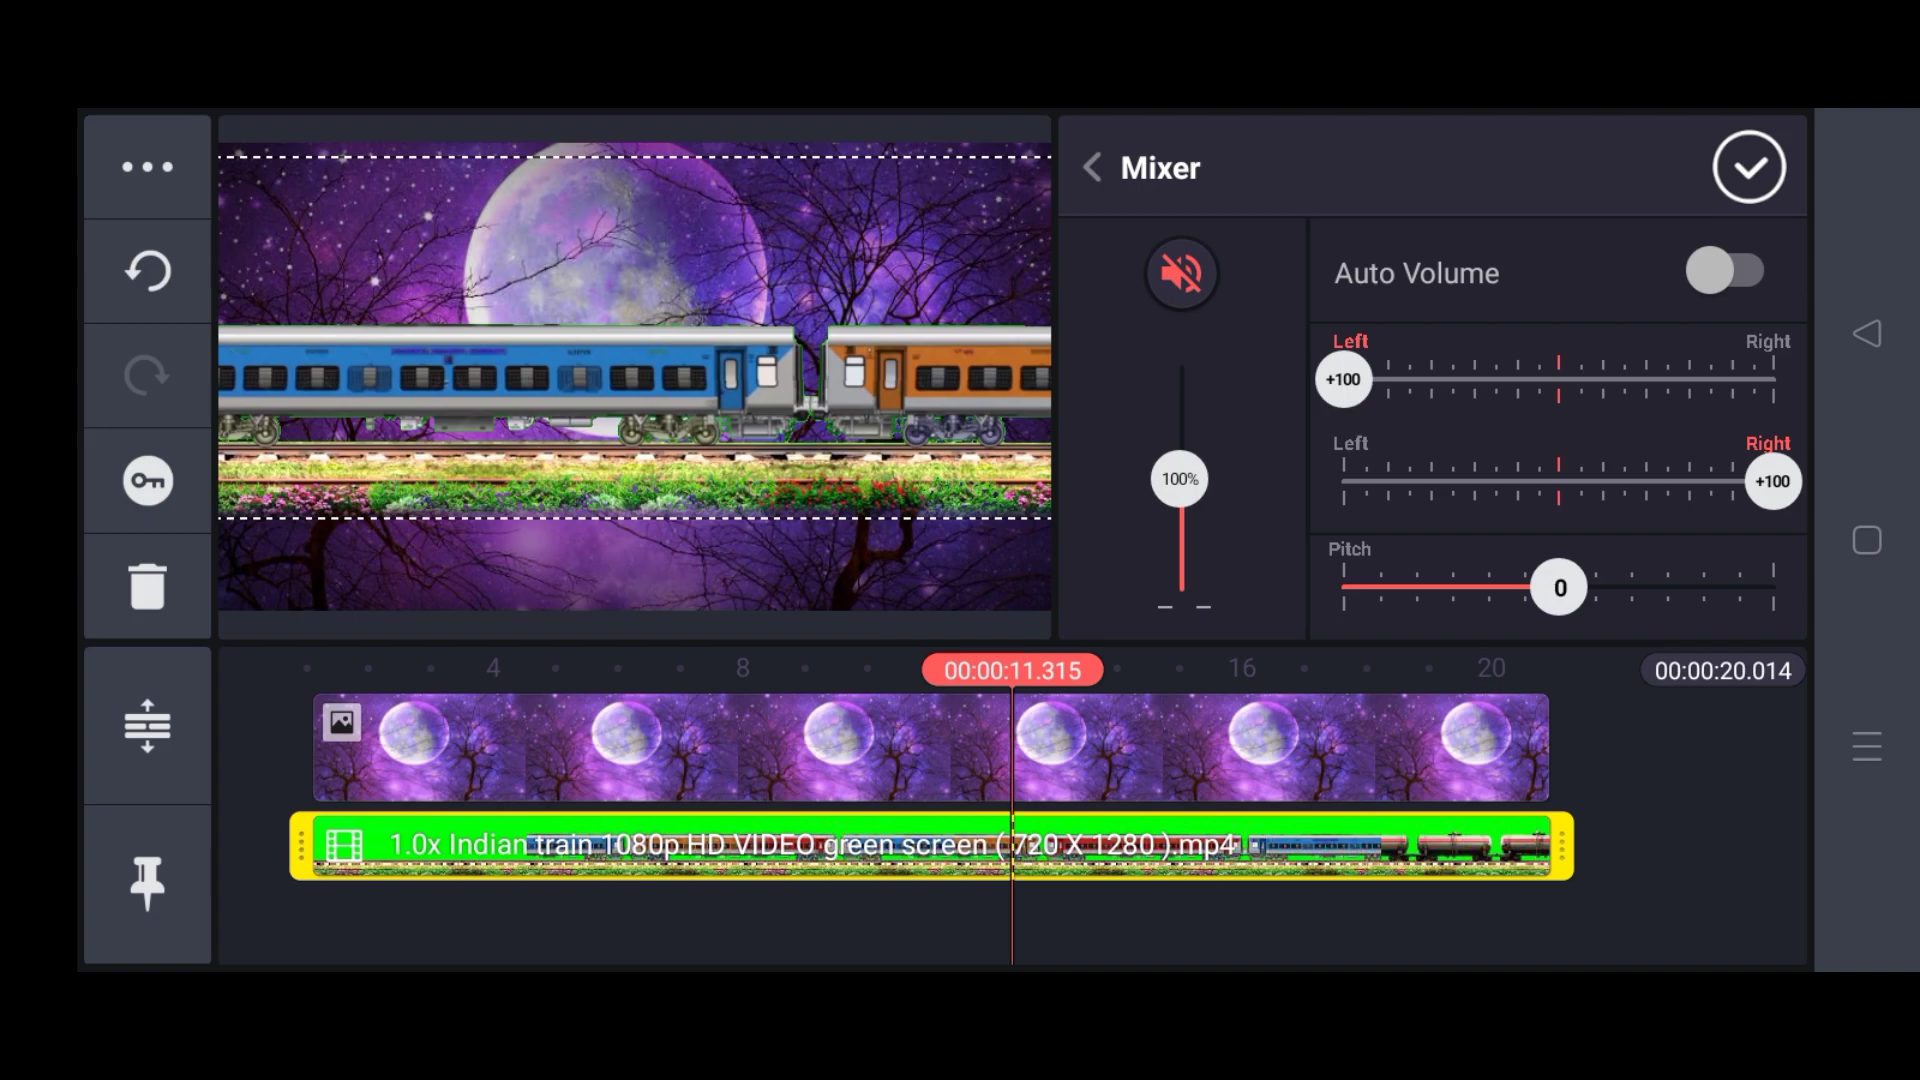 Mixer
Auto Volume
Left Right
+100
Left Right
100% +100
Pitch
0
4 8 00:00:11.315 16 20 00:00:20.014
1.0x Indian train 1080p.HD VIDEO green screen ( 720 X 1280 ).mp4